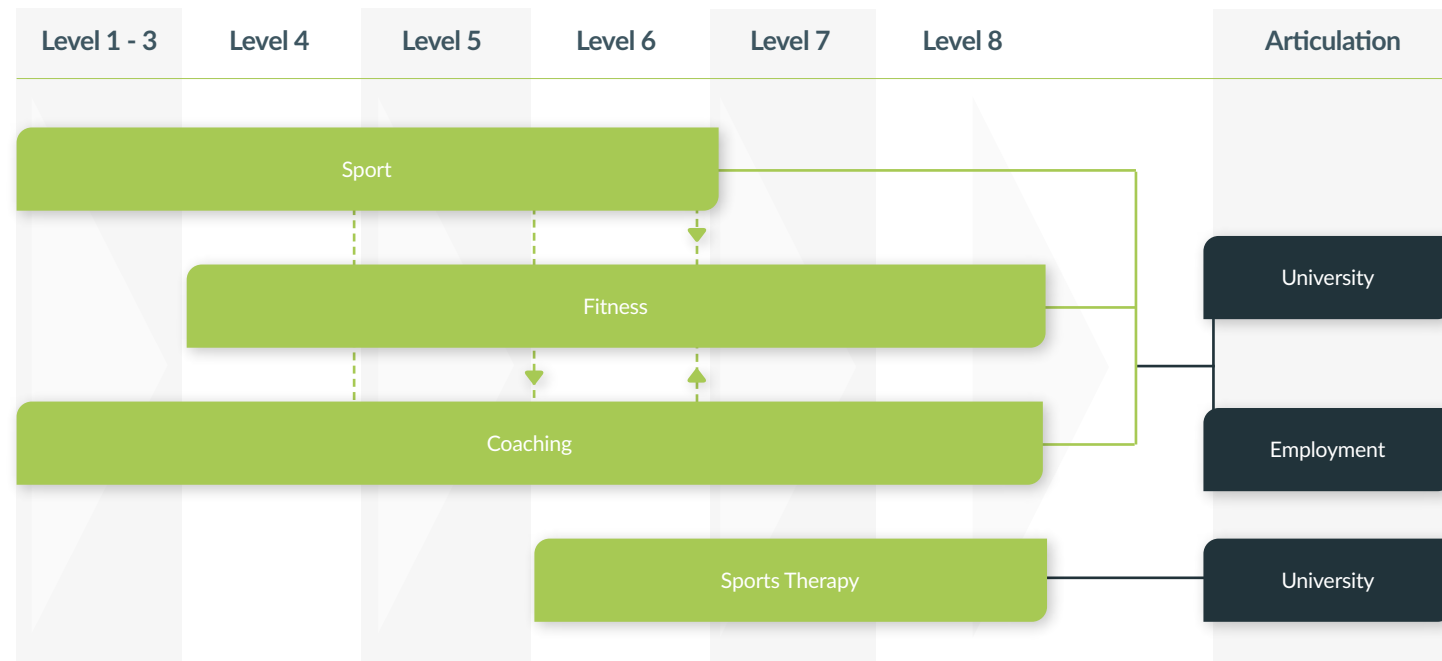 Level 1 - 3 Level 4 Level 5 Level 6 Level 7 Level 8 Articulation
Sport
University
Fitness
Coaching
Employment
Sports Therapy
University